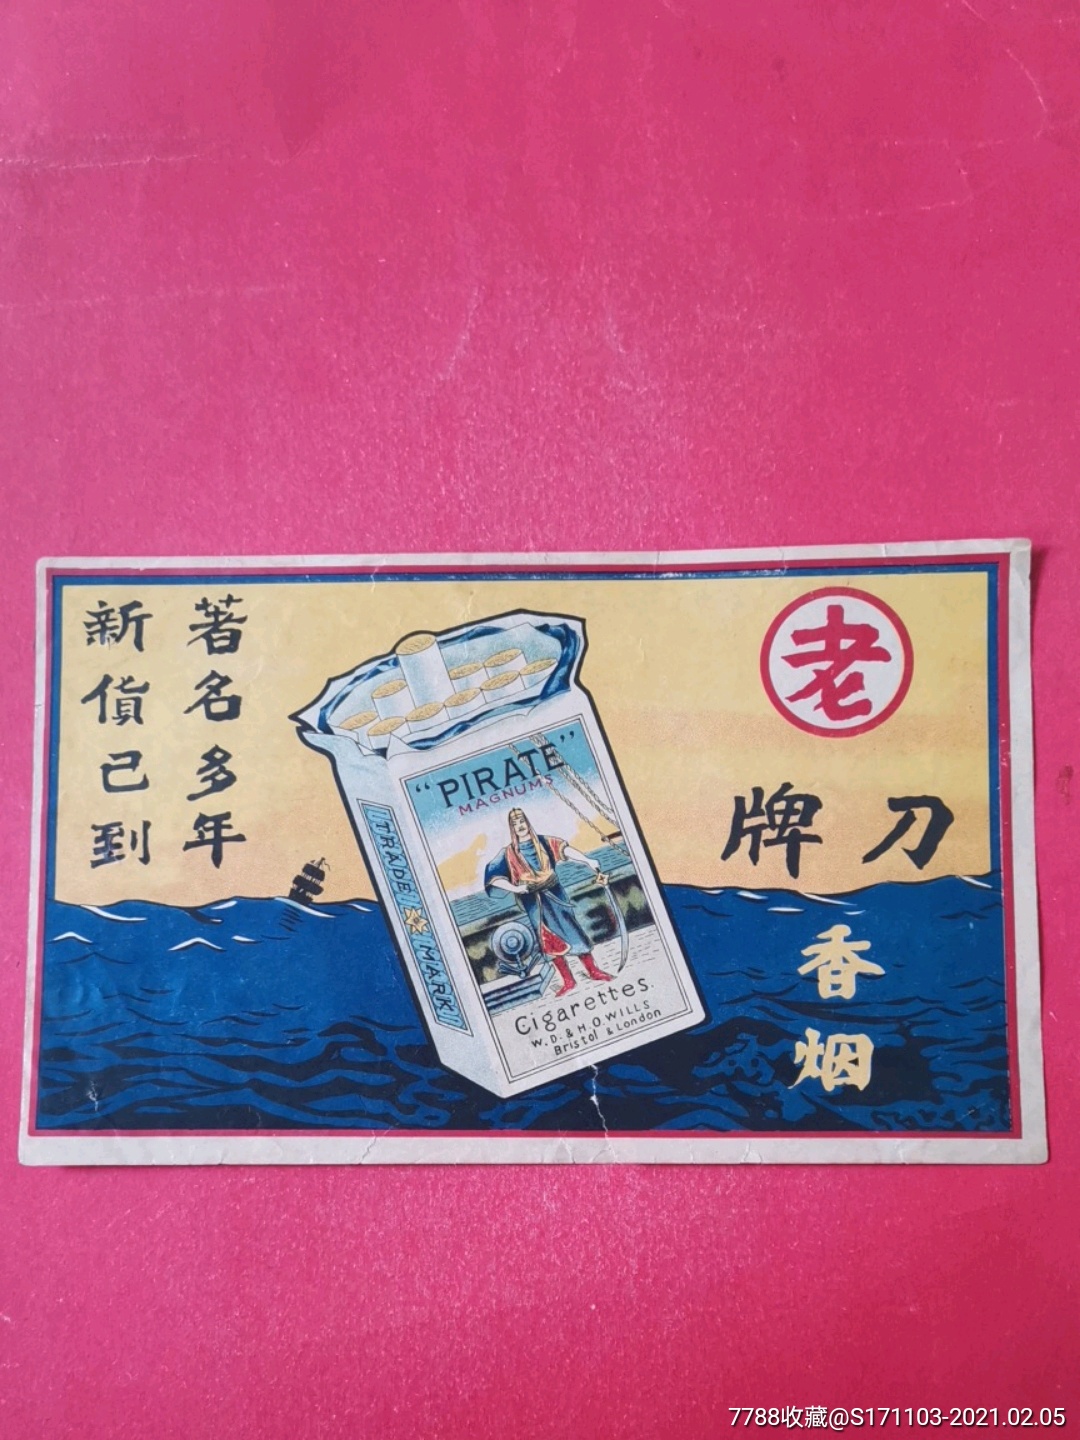 老
刀牌
香
烟
著名多年
新貨已到
"PIRATE"
MAGNUMS
Cigarettes.
W.D. & H.O. WILLS
Bristol & London
TRADE MARK
7788收藏@S171103-2021.02.05